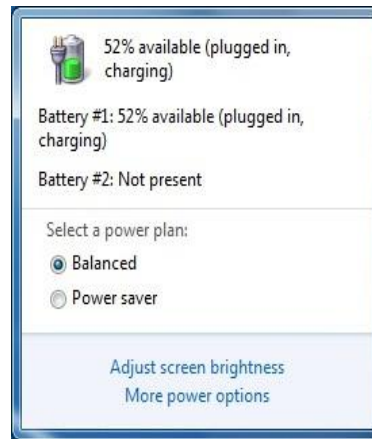 52% available (plugged in,
charging)
Battery #1: 52% available (plugged in,
charging)
Battery #2: Not present
Select a power plan:
Balanced
Power saver
Adjust screen brightness
More power options